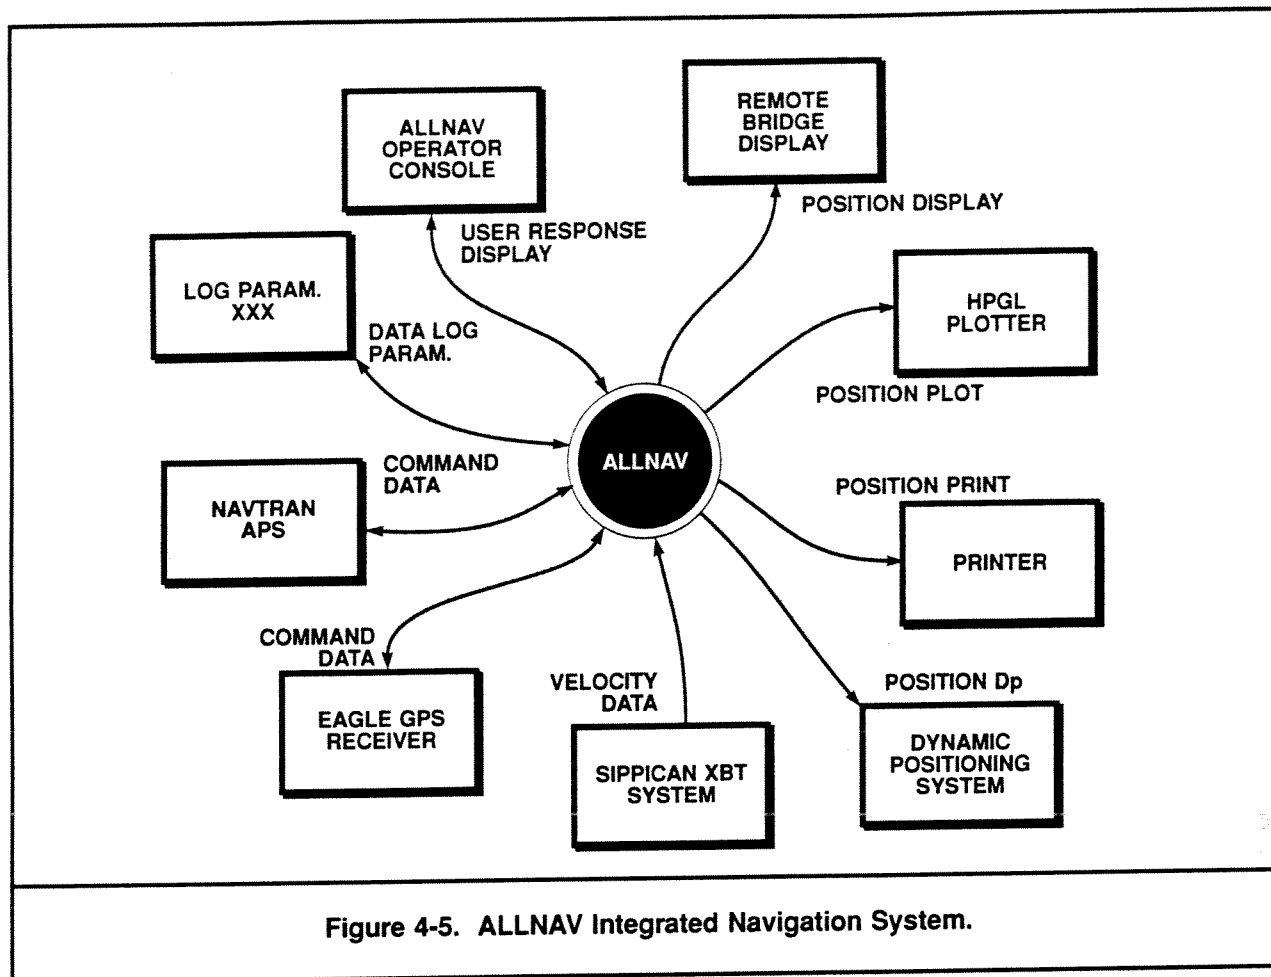 ALLNAV
OPERATOR
CONSOLE
REMOTE
BRIDGE
DISPLAY
USER RESPONSE
DISPLAY
POSITION DISPLAY
LOG PARAM.
XXX
DATA LOG
PARAM.
HPGL
PLOTTER
POSITION PLOT
ALLNAV
NAVTRAN
APS
COMMAND
DATA
POSITION PRINT
PRINTER
COMMAND
DATA
EAGLE GPS
RECEIVER
VELOCITY
DATA
SIPPICAN XBT
SYSTEM
POSITION Dp
DYNAMIC
POSITIONING
SYSTEM
Figure 4-5. ALLNAV Integrated Navigation System.